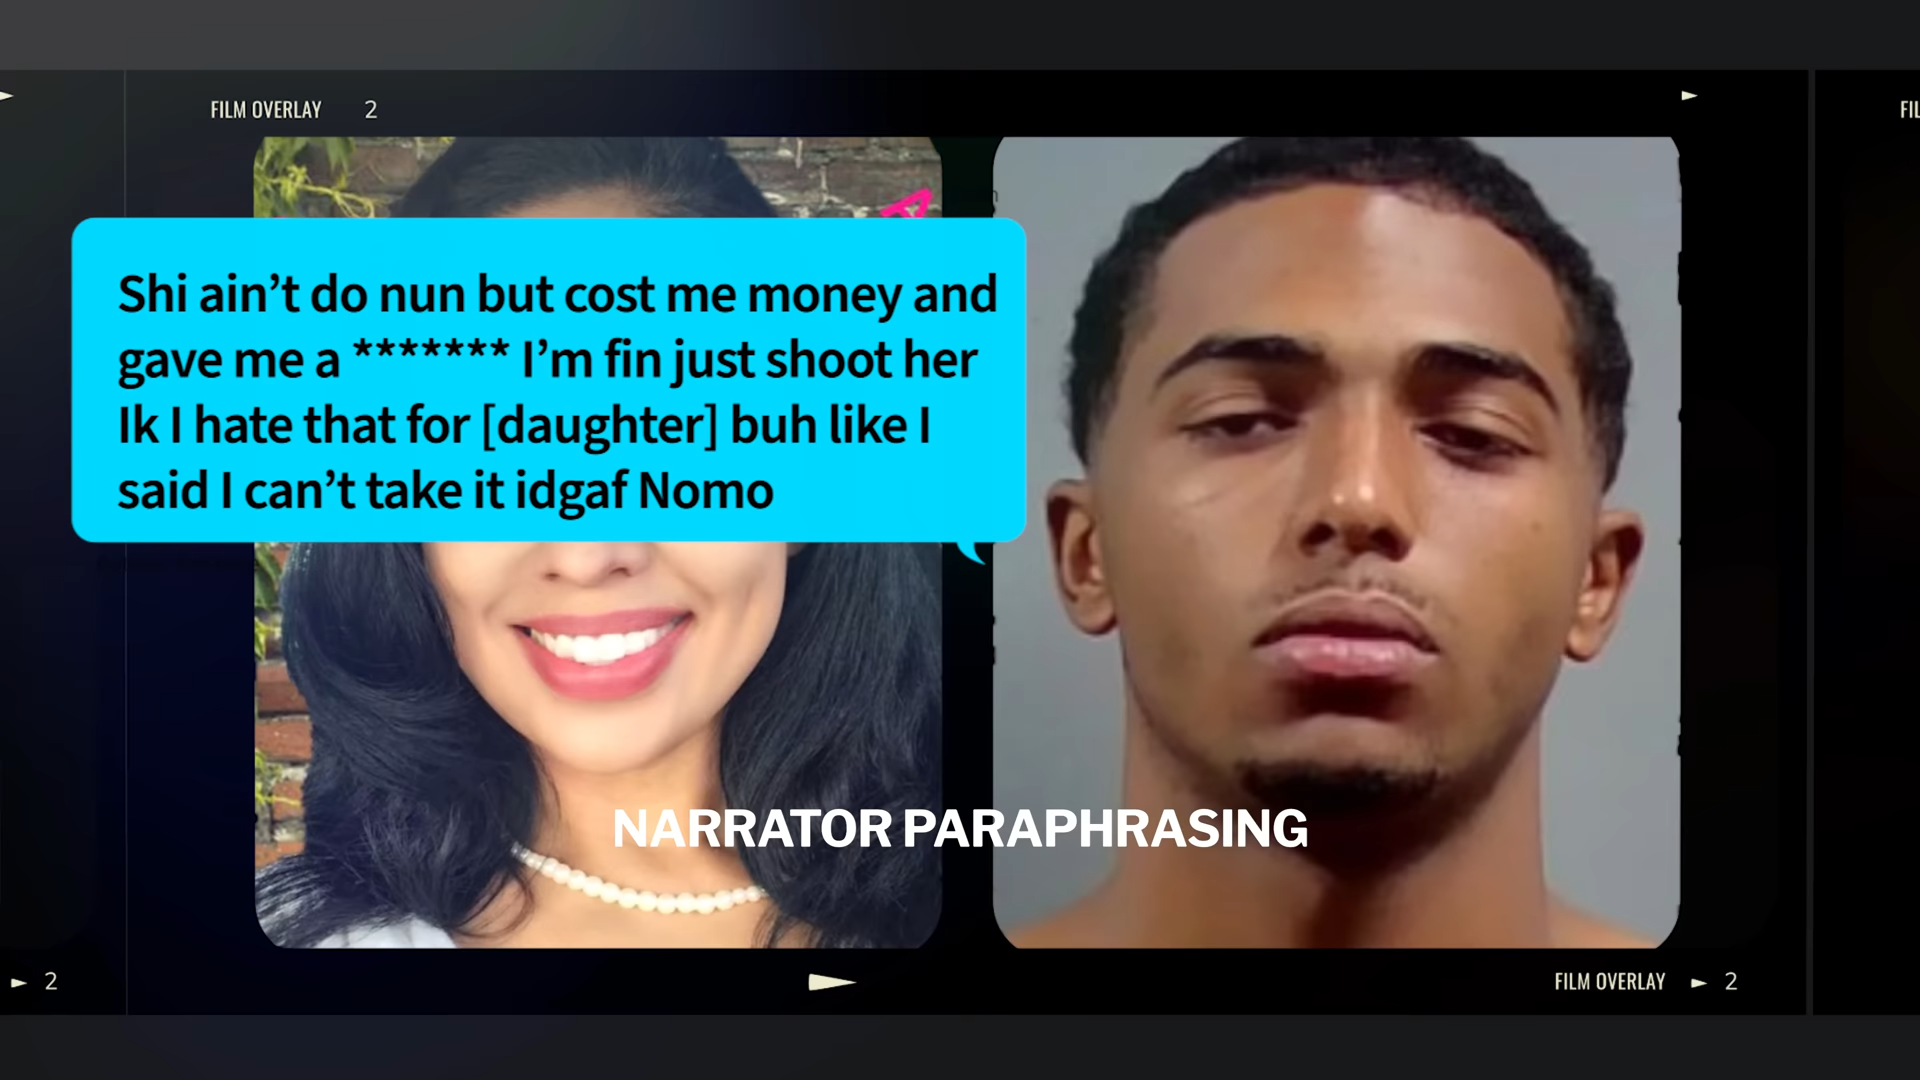 FILM OVERLAY 2
FIL
Shi ain’t do nun but cost me money and
gave me a ******* I’m fin just shoot her
Ik I hate that for [daughter] buh like I
said I can’t take it idgaf Nomo
NARRATOR PARAPHRASING
2
FILM OVERLAY 2